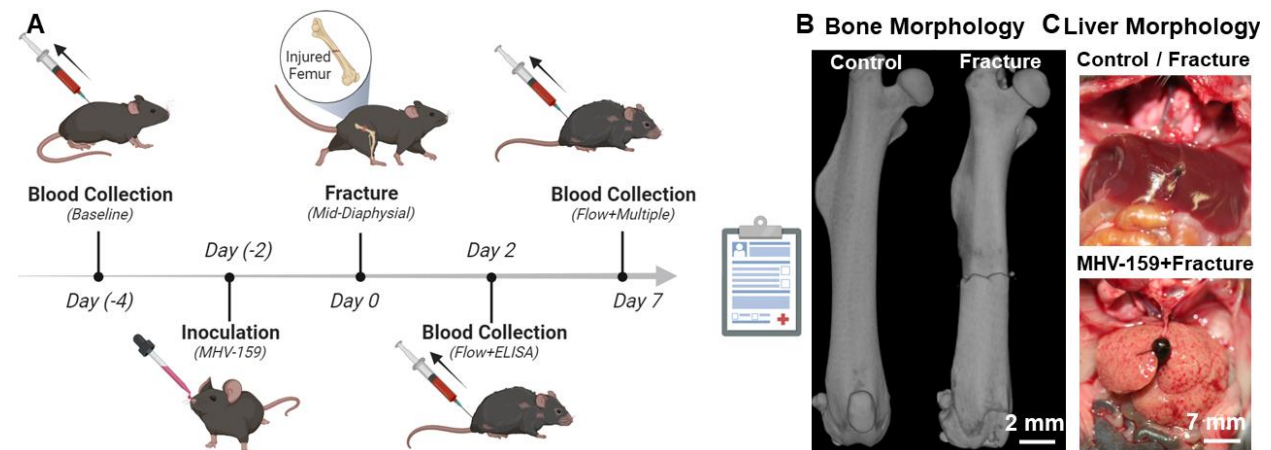 A
Injured
Femur
Blood Collection
(Baseline)
Fracture
(Mid-Diaphysial)
Blood Collection
(Flow+Multiple)
Day (-2)
Day 2
Day (-4)
Day 0
Day 7
Inoculation
(MHV-159)
Blood Collection
(Flow+ELISA)
B Bone Morphology
Control
Fracture
2 mm
C Liver Morphology
Control / Fracture
MHV-159+Fracture
7 mm